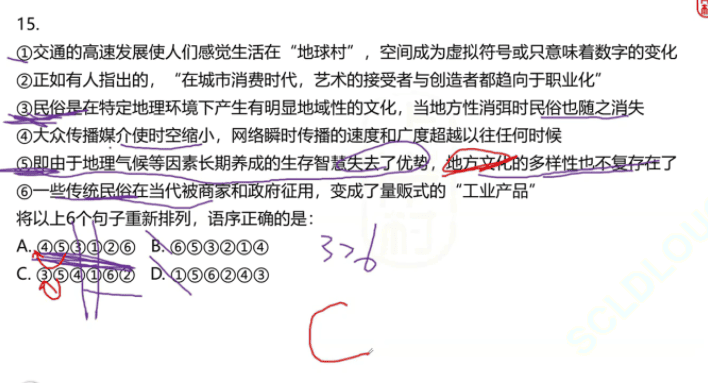 15.
①交通的高速发展使人们感觉生活在“地球村”，空间成为虚拟符号或只意味着数字的变化
②正如有人指出的，“在城市消费时代，艺术的接受者与创造者都趋向于职业化”
③民俗是在特定地理环境下产生有明显地域性的文化，当地方性消弭时民俗也随之消失
④大众传播媒介使时空缩小，网络瞬时传播的速度和广度超越以往任何时候
⑤即由于地理气候等因素长期养成的生存智慧失去了优势，地方文化的多样性也不复存在了
⑥一些传统民俗在当代被商家和政府征用，变成了量贩式的“工业产品”
将以上6个句子重新排列，语序正确的是：
A.④⑤③①②⑥ B.⑥⑤③②①④
C.③⑤④①⑥② D.①⑤⑥②④③
3>6
C
村
SCLDLOU